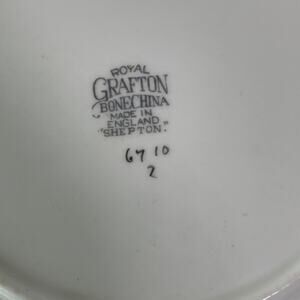 ROYAL
GRAFTON
BONE CHINA
MADE IN
ENGLAND
"SHEPTON."
6710
2